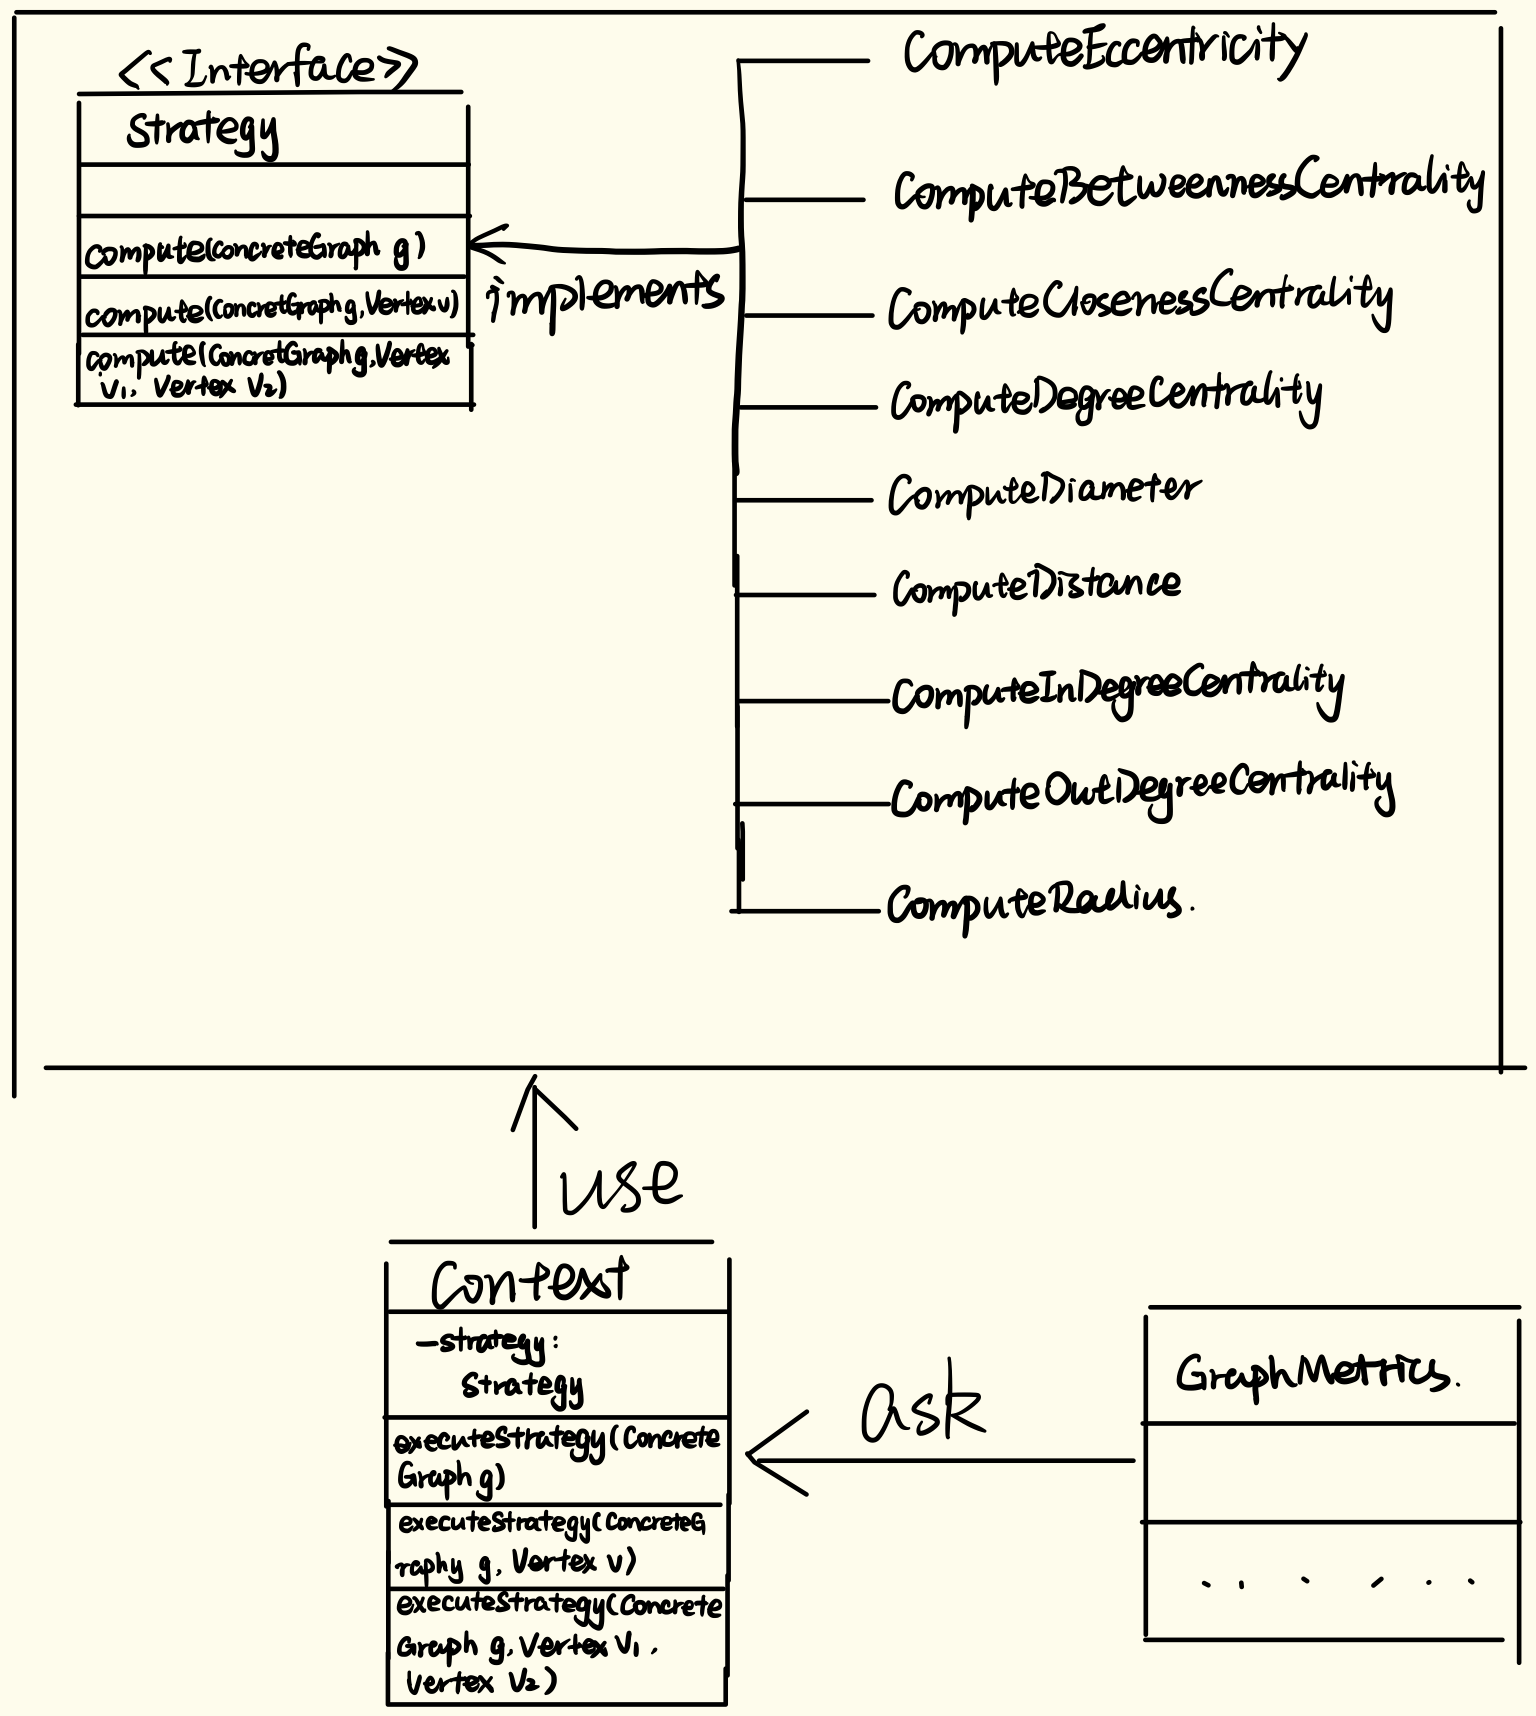 <<Interface>>
Strategy
compute(ConcreteGraph g)
compute(ConcretGraph g, Vertex v)
compute(ConcretGraph g, Vertex
v1, Vertex v2)
implements
ComputeEccentricity
ComputeBetweennessCentrality
ComputeClosenessCentrality
ComputeDegreeCentrality
ComputeDiameter
ComputeDistance
ComputeInDegreeCentrality
ComputeOutDegreeCentrality
ComputeRadius.
use
Context
-strategy:
Strategy
executeStrategy(Concrete
Graph g)
executeStrategy(ConcreteG
raphy g, Vertex v)
executeStrategy(Concrete
Graph g, Vertex v1,
Vertex v2)
ask
GraphMetrics.